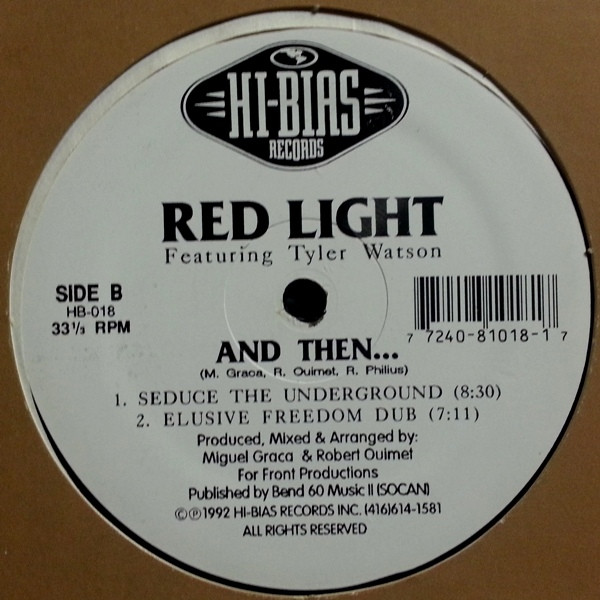 HI-BIAS
RECORDS
RED LIGHT
Featuring Tyler Watson
SIDE B
HB-018
33⅓ RPM
7 7240-81018-1 7
AND THEN...
(M. Graca, R. Ouimet, R. Philius)
1. SEDUCE THE UNDERGROUND (8:30)
2. ELUSIVE FREEDOM DUB (7:11)
Produced, Mixed & Arranged by:
Miguel Graca & Robert Ouimet
For Front Productions
Published by Bend 60 Music II (SOCAN)
©℗1992 HI-BIAS RECORDS INC. (416)614-1581
ALL RIGHTS RESERVED